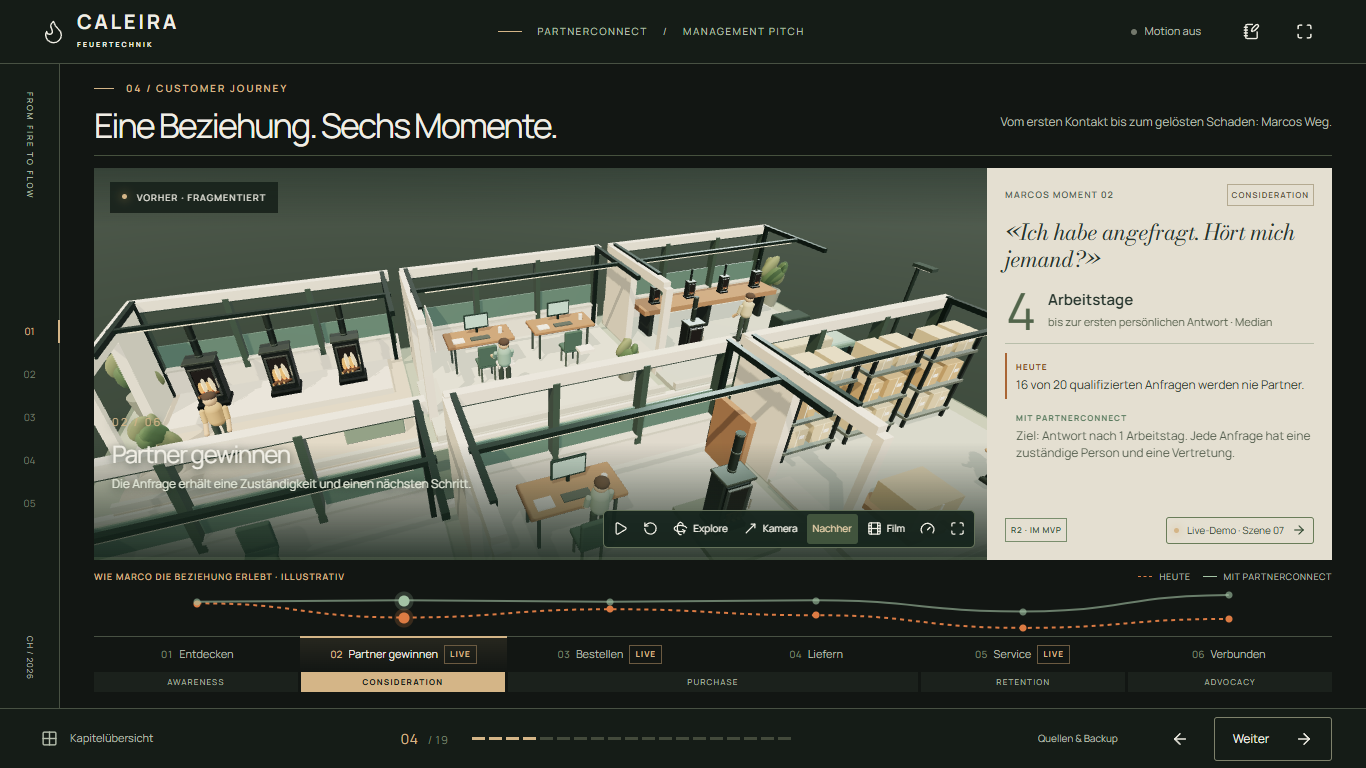 CALEIRA
FEUERTECHNIK
PARTNERCONNECT / MANAGEMENT PITCH
Motion aus
FROM FIRE TO FLOW
01
02
03
04
05
CH / 2026
04 / CUSTOMER JOURNEY
Eine Beziehung. Sechs Momente.
Vom ersten Kontakt bis zum gelösten Schaden: Marcos Weg.
VORHER · FRAGMENTIERT
02 / 06
Partner gewinnen
Die Anfrage erhält eine Zuständigkeit und einen nächsten Schritt.
Explore
Kamera
Nachher
Film
MARCOS MOMENT 02
CONSIDERATION
«Ich habe angefragt. Hört mich
jemand?»
4
Arbeitstage
bis zur ersten persönlichen Antwort · Median
HEUTE
16 von 20 qualifizierten Anfragen werden nie Partner.
MIT PARTNERCONNECT
Ziel: Antwort nach 1 Arbeitstag. Jede Anfrage hat eine
zuständige Person und eine Vertretung.
R2 · IM MVP
Live-Demo · Szene 07
WIE MARCO DIE BEZIEHUNG ERLEBT · ILLUSTRATIV
HEUTE
MIT PARTNERCONNECT
01 Entdecken
02 Partner gewinnen LIVE
03 Bestellen LIVE
04 Liefern
05 Service LIVE
06 Verbunden
AWARENESS
CONSIDERATION
PURCHASE
RETENTION
ADVOCACY
Kapitelübersicht
04 / 19
Quellen & Backup
Weiter